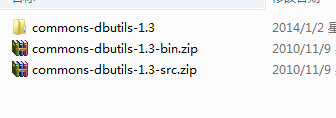 commons-dbutils-1.3 2014/1/2 星
commons-dbutils-1.3-bin.zip 2010/11/9
commons-dbutils-1.3-src.zip 2010/11/9